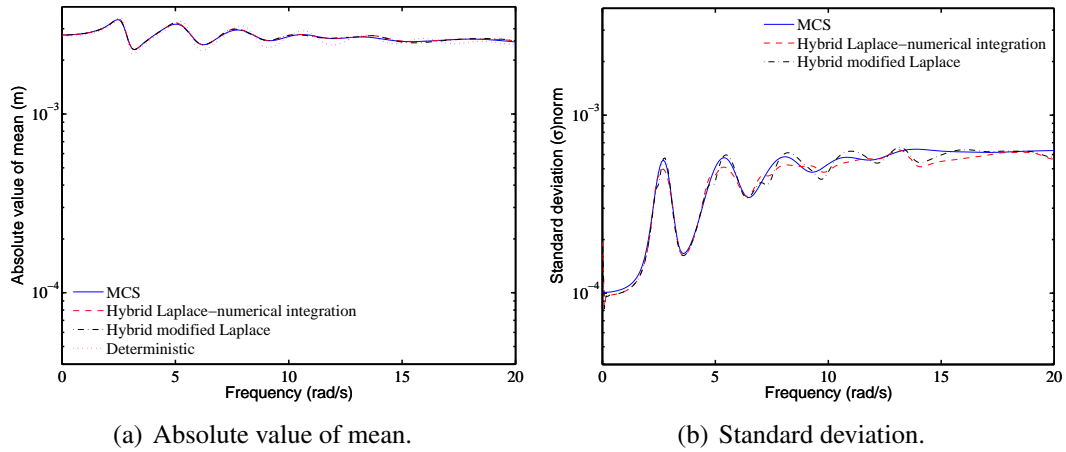 Absolute value of mean (m)
10⁻³
10⁻⁴
MCS
Hybrid Laplace−numerical integration
Hybrid modified Laplace
Deterministic
0 5 10 15 20
Frequency (rad/s)
(a) Absolute value of mean.
Standard deviation (σ)norm
10⁻³
10⁻⁴
MCS
Hybrid Laplace−numerical integration
Hybrid modified Laplace
0 5 10 15 20
Frequency (rad/s)
(b) Standard deviation.